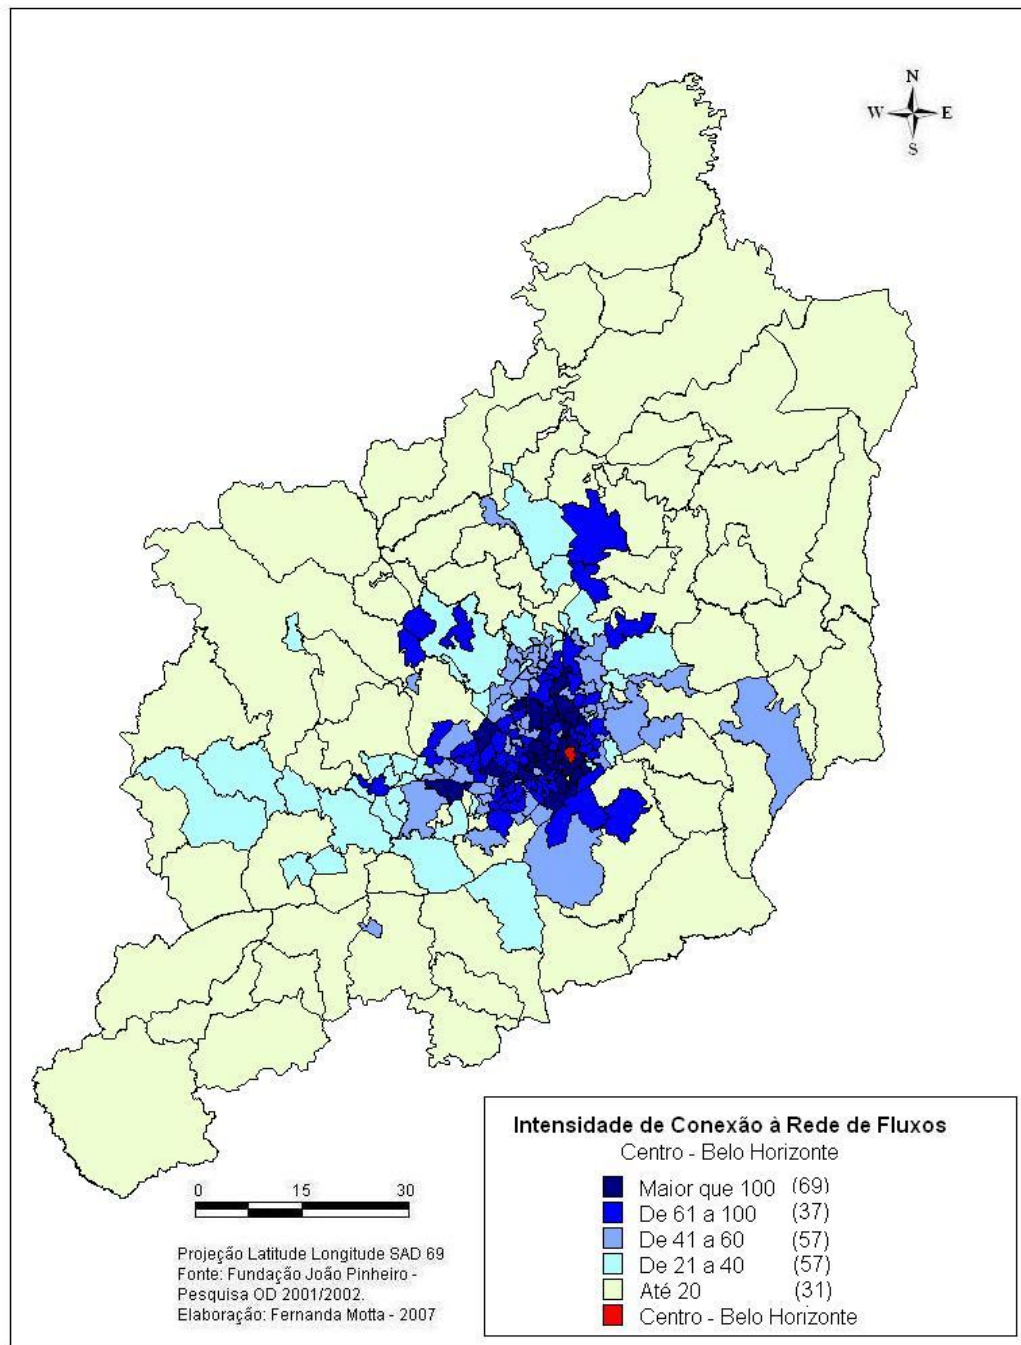 N
W E
S
Intensidade de Conexão à Rede de Fluxos
Centro - Belo Horizonte
Maior que 100 (69)
De 61 a 100 (37)
De 41 a 60 (57)
De 21 a 40 (57)
Até 20 (31)
Centro - Belo Horizonte
0 15 30
Projeção Latitude Longitude SAD 69
Fonte: Fundação João Pinheiro -
Pesquisa OD 2001/2002.
Elaboração: Fernanda Motta - 2007